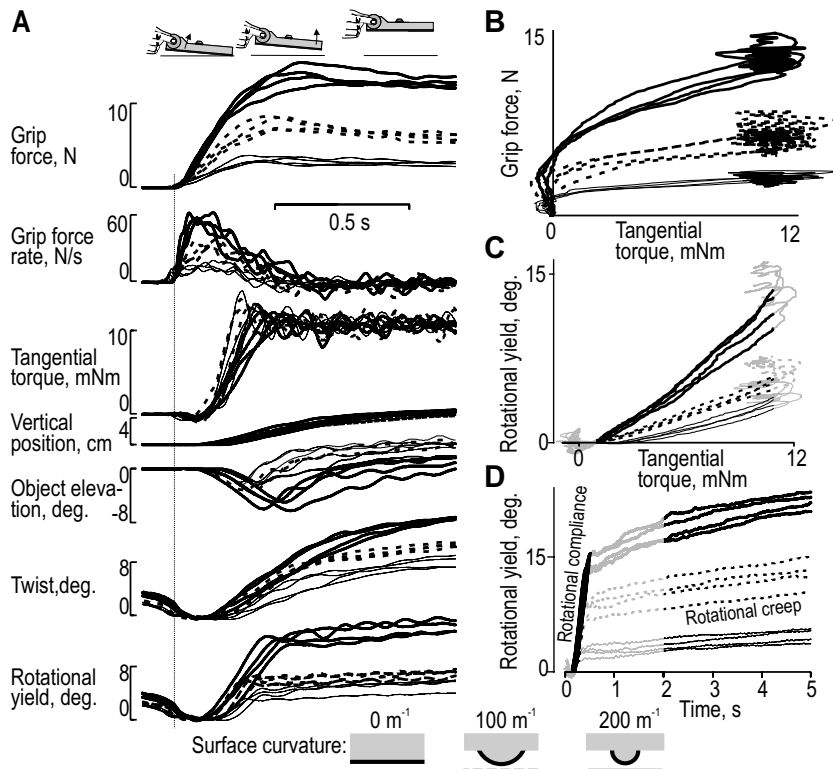 A
10
Grip
force, N
0
0.5 s
60
Grip force
rate, N/s
0
10
Tangential
torque, mNm
0
Vertical
position, cm
4
Object eleva-
tion, deg.
0
-8
8
Twist,deg.
0
8
Rotational
yield, deg.
0
B
15
Grip force, N
0
Tangential
torque, mNm
12
C
15
Rotational yield, deg.
0
0
Tangential
torque, mNm
12
D
15
Rotational yield, deg.
0
Rotational compliance
Rotational creep
0 1 2 3 4 5
Time, s
Surface curvature:
0 m⁻¹
100 m⁻¹
200 m⁻¹